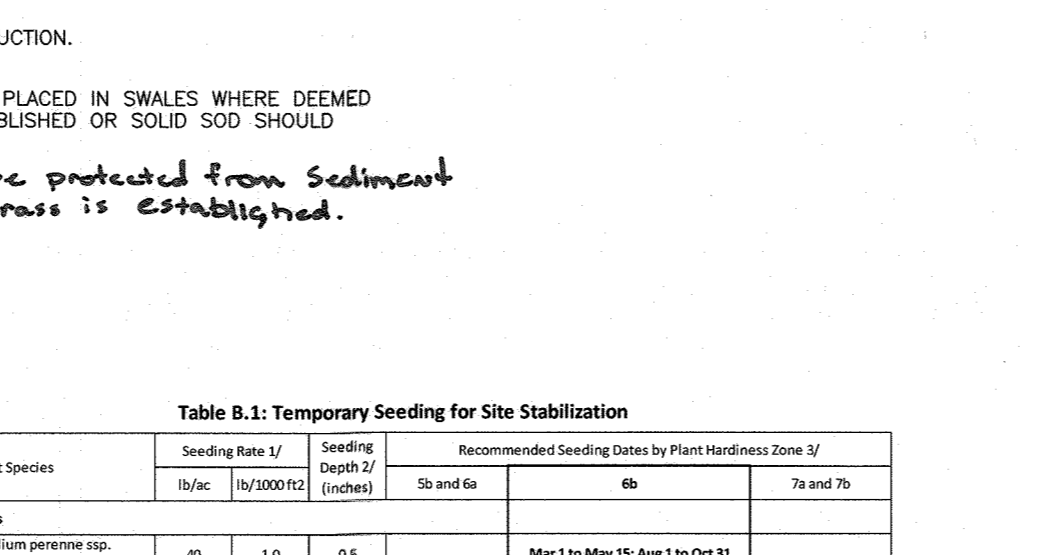 UCTION.
PLACED IN SWALES WHERE DEEMED
BLISHED OR SOLID SOD SHOULD
e protected from Sediment
rass is established.
Table B.1: Temporary Seeding for Site Stabilization
t Species
Seeding Rate 1/
Seeding
Depth 2/
(inches)
Recommended Seeding Dates by Plant Hardiness Zone 3/
lb/ac
lb/1000 ft2
5b and 6a
6b
7a and 7b
s
lium perenne ssp.
40
1.0
0.5
Mar 1 to May 15; Aug 1 to Oct 31